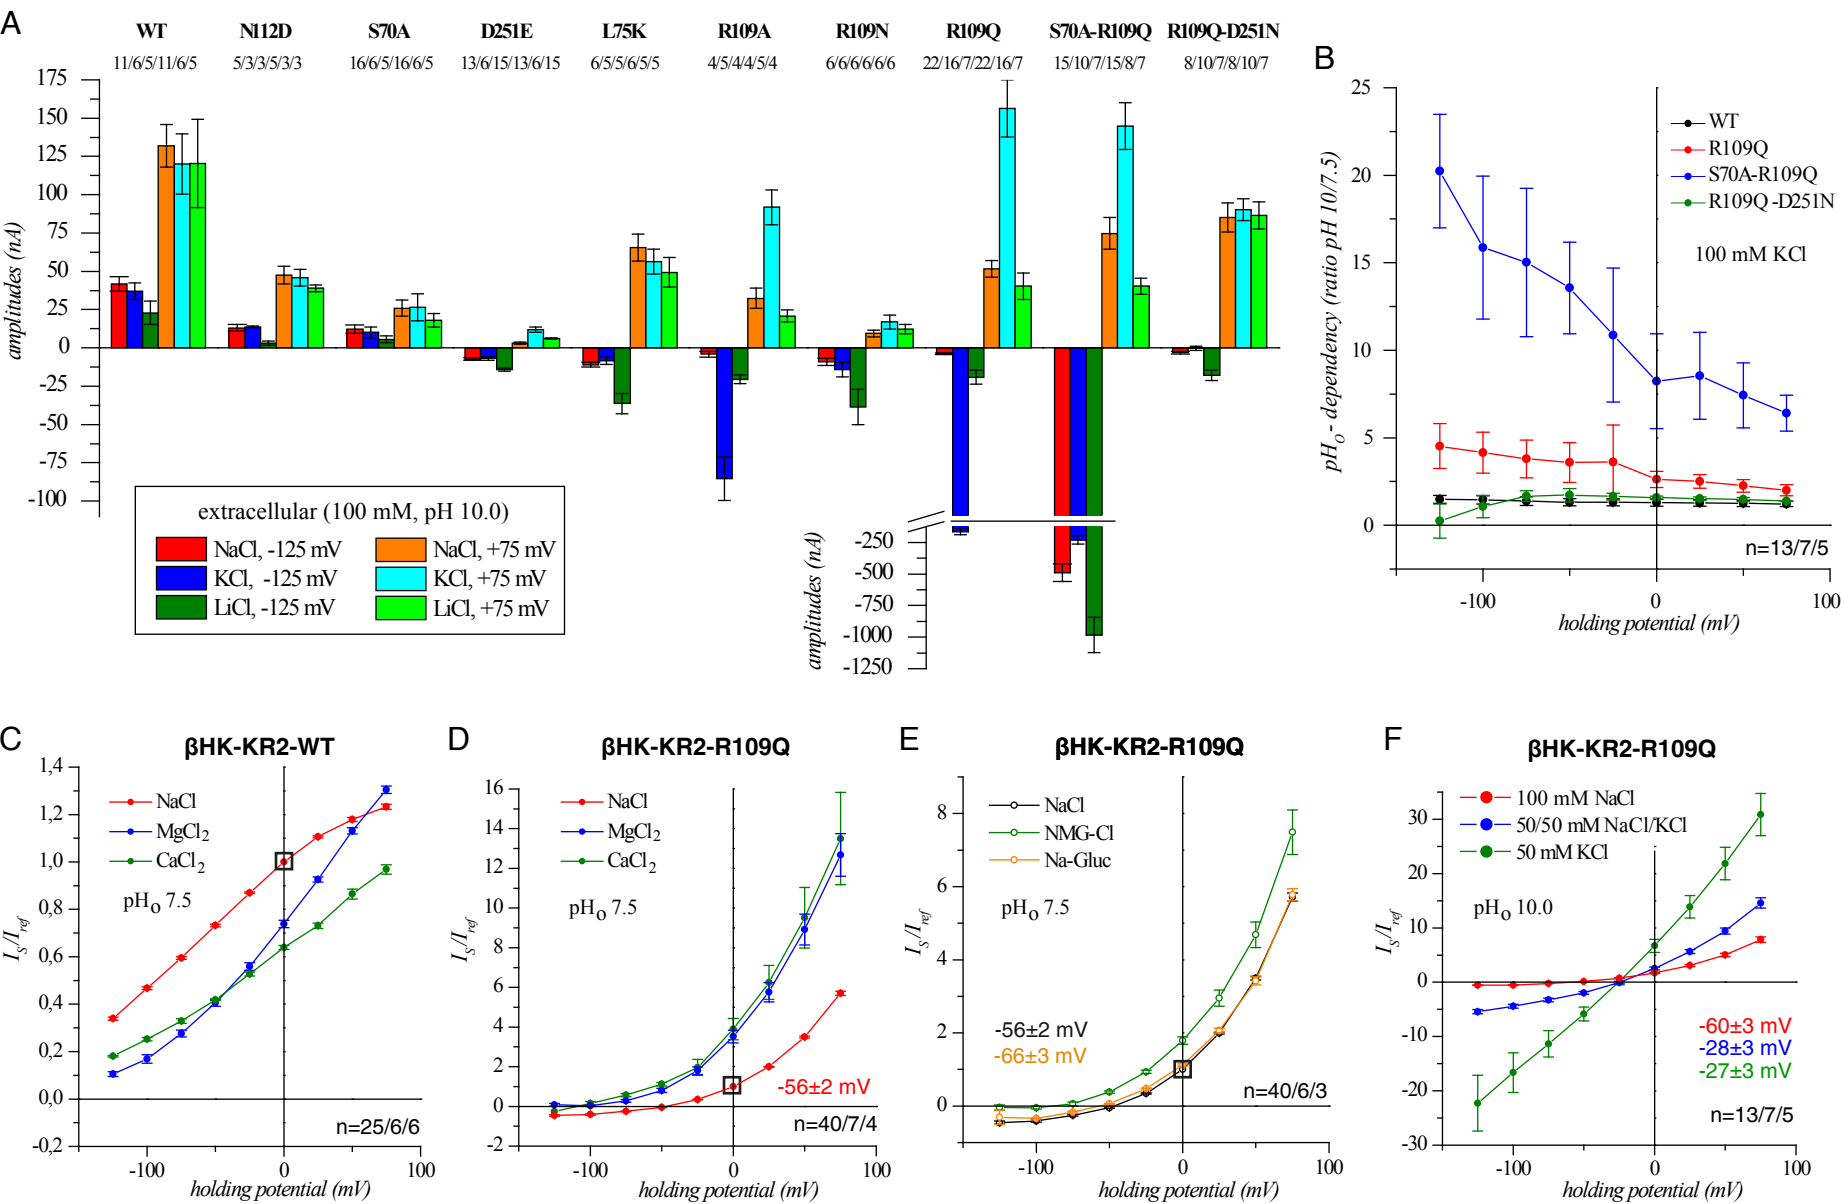 A
WT N112D S70A D251E L75K R109A R109N R109Q S70A-R109Q R109Q-D251N
11/6/5/11/6/5 5/3/3/5/3/3 16/6/5/16/6/5 13/6/15/13/6/15 6/5/5/6/5/5 4/5/4/4/5/4 6/6/6/6/6/6 22/16/7/22/16/7 15/10/7/15/8/7 8/10/7/8/10/7
175
150
125
100
75
50
25
0
-25
-50
-75
-100
amplitudes (nA)
extracellular (100 mM, pH 10.0)
NaCl, -125 mV NaCl, +75 mV
KCl, -125 mV KCl, +75 mV
LiCl, -125 mV LiCl, +75 mV
-250
-500
-750
-1000
-1250
amplitudes (nA)
B
25
20
15
10
5
0
pHO- dependency (ratio pH 10/7.5)
WT
R109Q
S70A-R109Q
R109Q -D251N
100 mM KCl
n=13/7/5
-100 0 100
holding potential (mV)
C
βHK-KR2-WT
1,4
1,2
1,0
0,8
0,6
0,4
0,2
0,0
-0,2
IS/Iref
NaCl
MgCl2
CaCl2
pHO 7.5
n=25/6/6
-100 0 100
holding potential (mV)
D
βHK-KR2-R109Q
16
14
12
10
8
6
4
2
0
-2
IS/Iref
NaCl
MgCl2
CaCl2
pHO 7.5
-56±2 mV
n=40/7/4
-100 0 100
holding potential (mV)
E
βHK-KR2-R109Q
8
6
4
2
0
IS/Iref
NaCl
NMG-Cl
Na-Gluc
pHO 7.5
-56±2 mV
-66±3 mV
n=40/6/3
-100 0 100
holding potential (mV)
F
βHK-KR2-R109Q
30
20
10
0
-10
-20
-30
IS/Iref
100 mM NaCl
50/50 mM NaCl/KCl
50 mM KCl
pHO 10.0
-60±3 mV
-28±3 mV
-27±3 mV
n=13/7/5
-100 0 100
holding potential (mV)